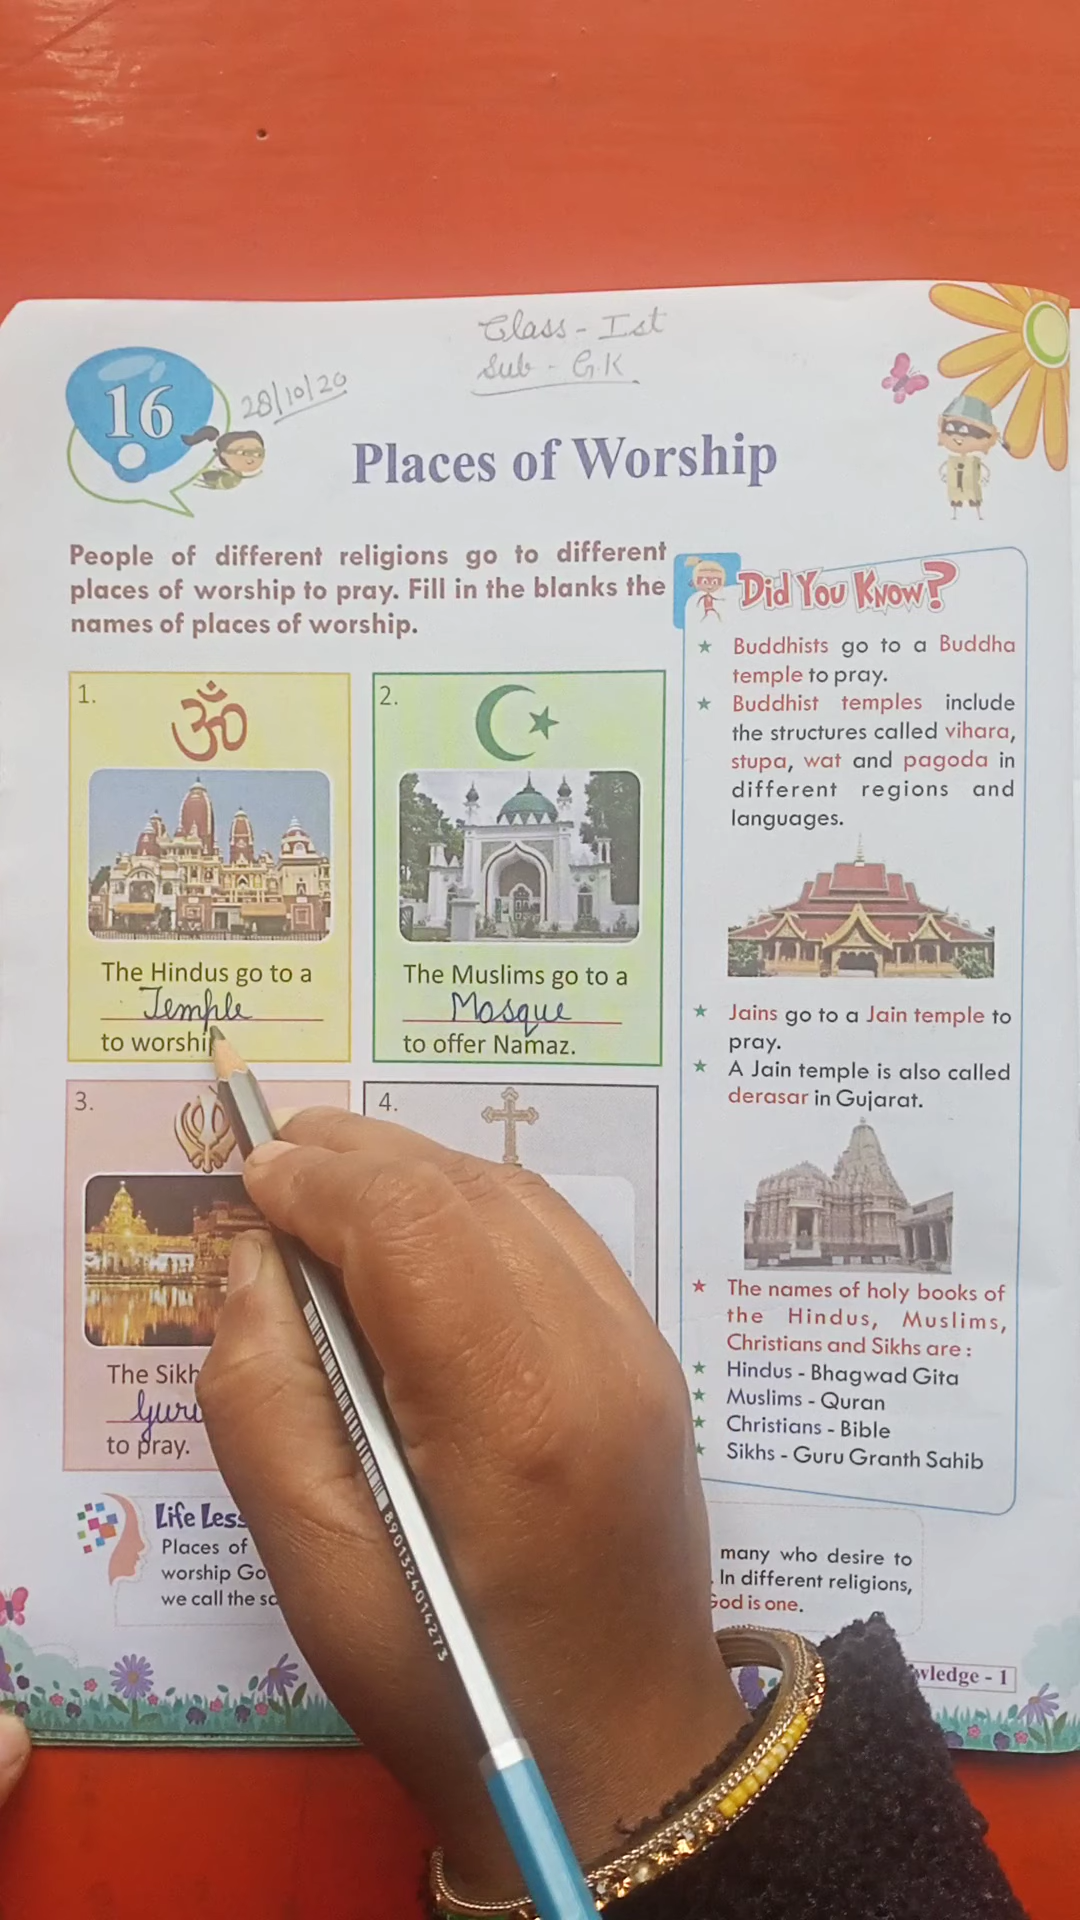 Class - Ist
Sub - G.K
16
28/10/20
Places of Worship
People of different religions go to different
places of worship to pray. Fill in the blanks the
names of places of worship.
1.
ॐ
The Hindus go to a
Temple
to worship
2.
The Muslims go to a
Mosque
to offer Namaz.
3.
The Sikh
Guru
to pray.
4.
Did You Know?
Buddhists go to a Buddha
temple to pray.
Buddhist temples include
the structures called vihara,
stupa, wat and pagoda in
different regions and
languages.
Jains go to a Jain temple to
pray.
A Jain temple is also called
derasar in Gujarat.
The names of holy books of
the Hindus, Muslims,
Christians and Sikhs are :
Hindus - Bhagwad Gita
Muslims - Quran
Christians - Bible
Sikhs - Guru Granth Sahib
Life Less
Places of many who desire to
worship Go In different religions,
we call the God is one.
wledge - 1
8901324014273